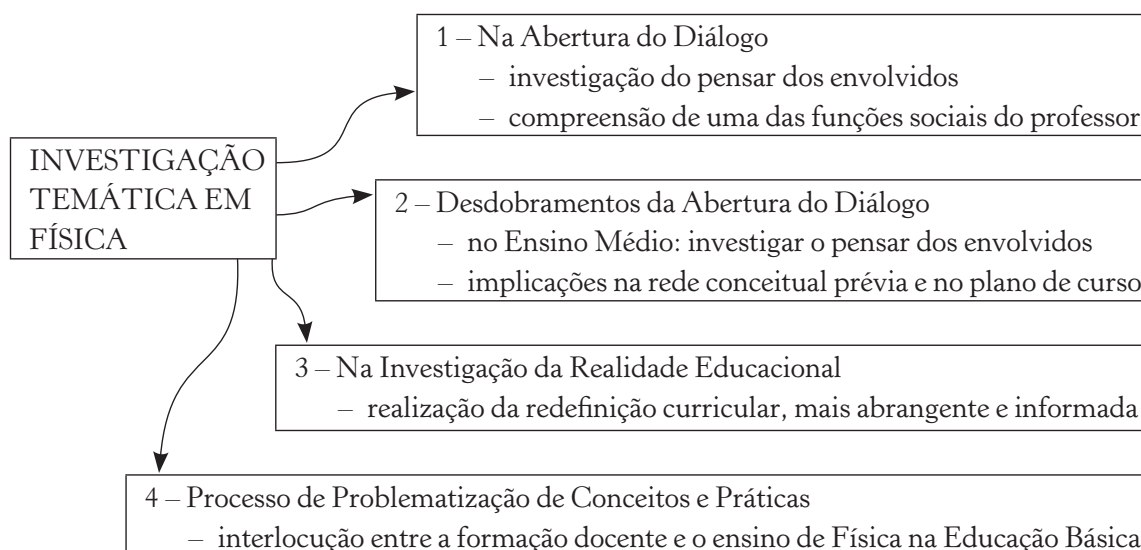 1 – Na Abertura do Diálogo
– investigação do pensar dos envolvidos
– compreensão de uma das funções sociais do professor
INVESTIGAÇÃO
TEMÁTICA EM
FÍSICA
2 – Desdobramentos da Abertura do Diálogo
– no Ensino Médio: investigar o pensar dos envolvidos
– implicações na rede conceitual prévia e no plano de curso
3 – Na Investigação da Realidade Educacional
– realização da redefinição curricular, mais abrangente e informada
4 – Processo de Problematização de Conceitos e Práticas
– interlocução entre a formação docente e o ensino de Física na Educação Básica